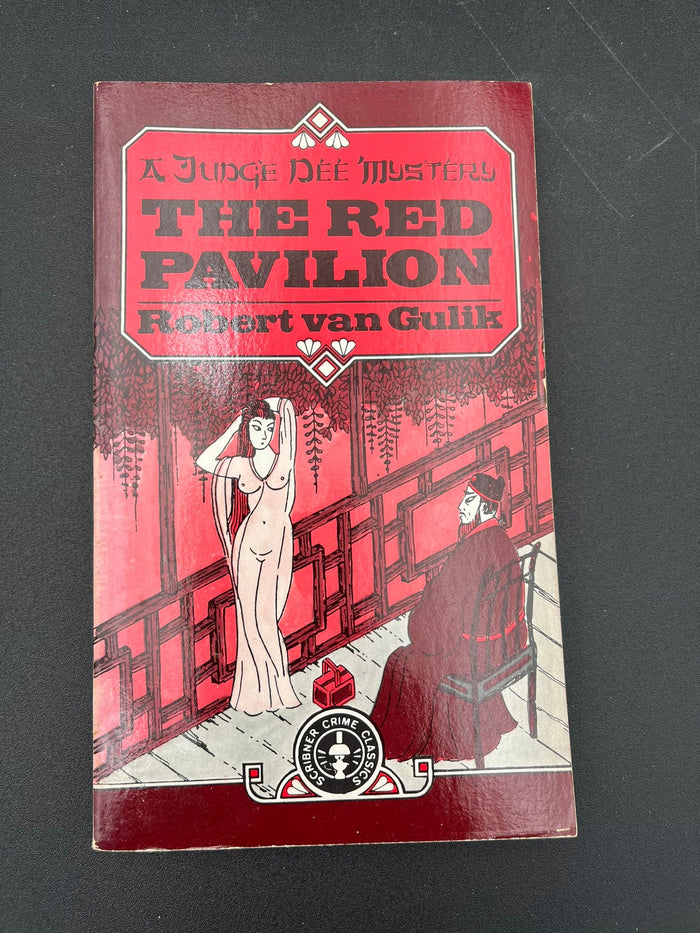 A JUDGE DEE MYSTERY
THE RED
PAVILION
Robert van Gulik
SCRIBNER CRIME CLASSICS